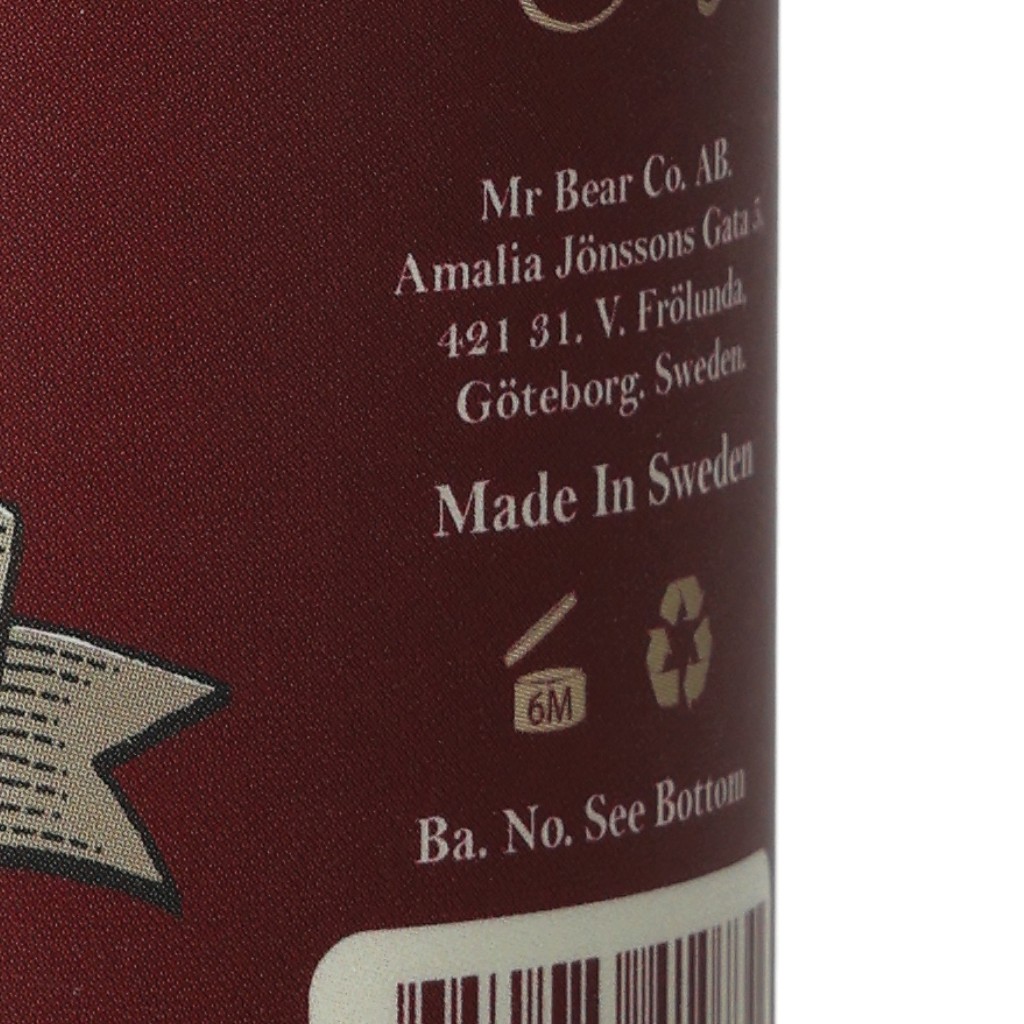 Mr Bear Co. AB.
Amalia Jönssons Gata 5.
421 31. V. Frölunda.
Göteborg. Sweden.
Made In Sweden
6M
Ba. No. See Bottom